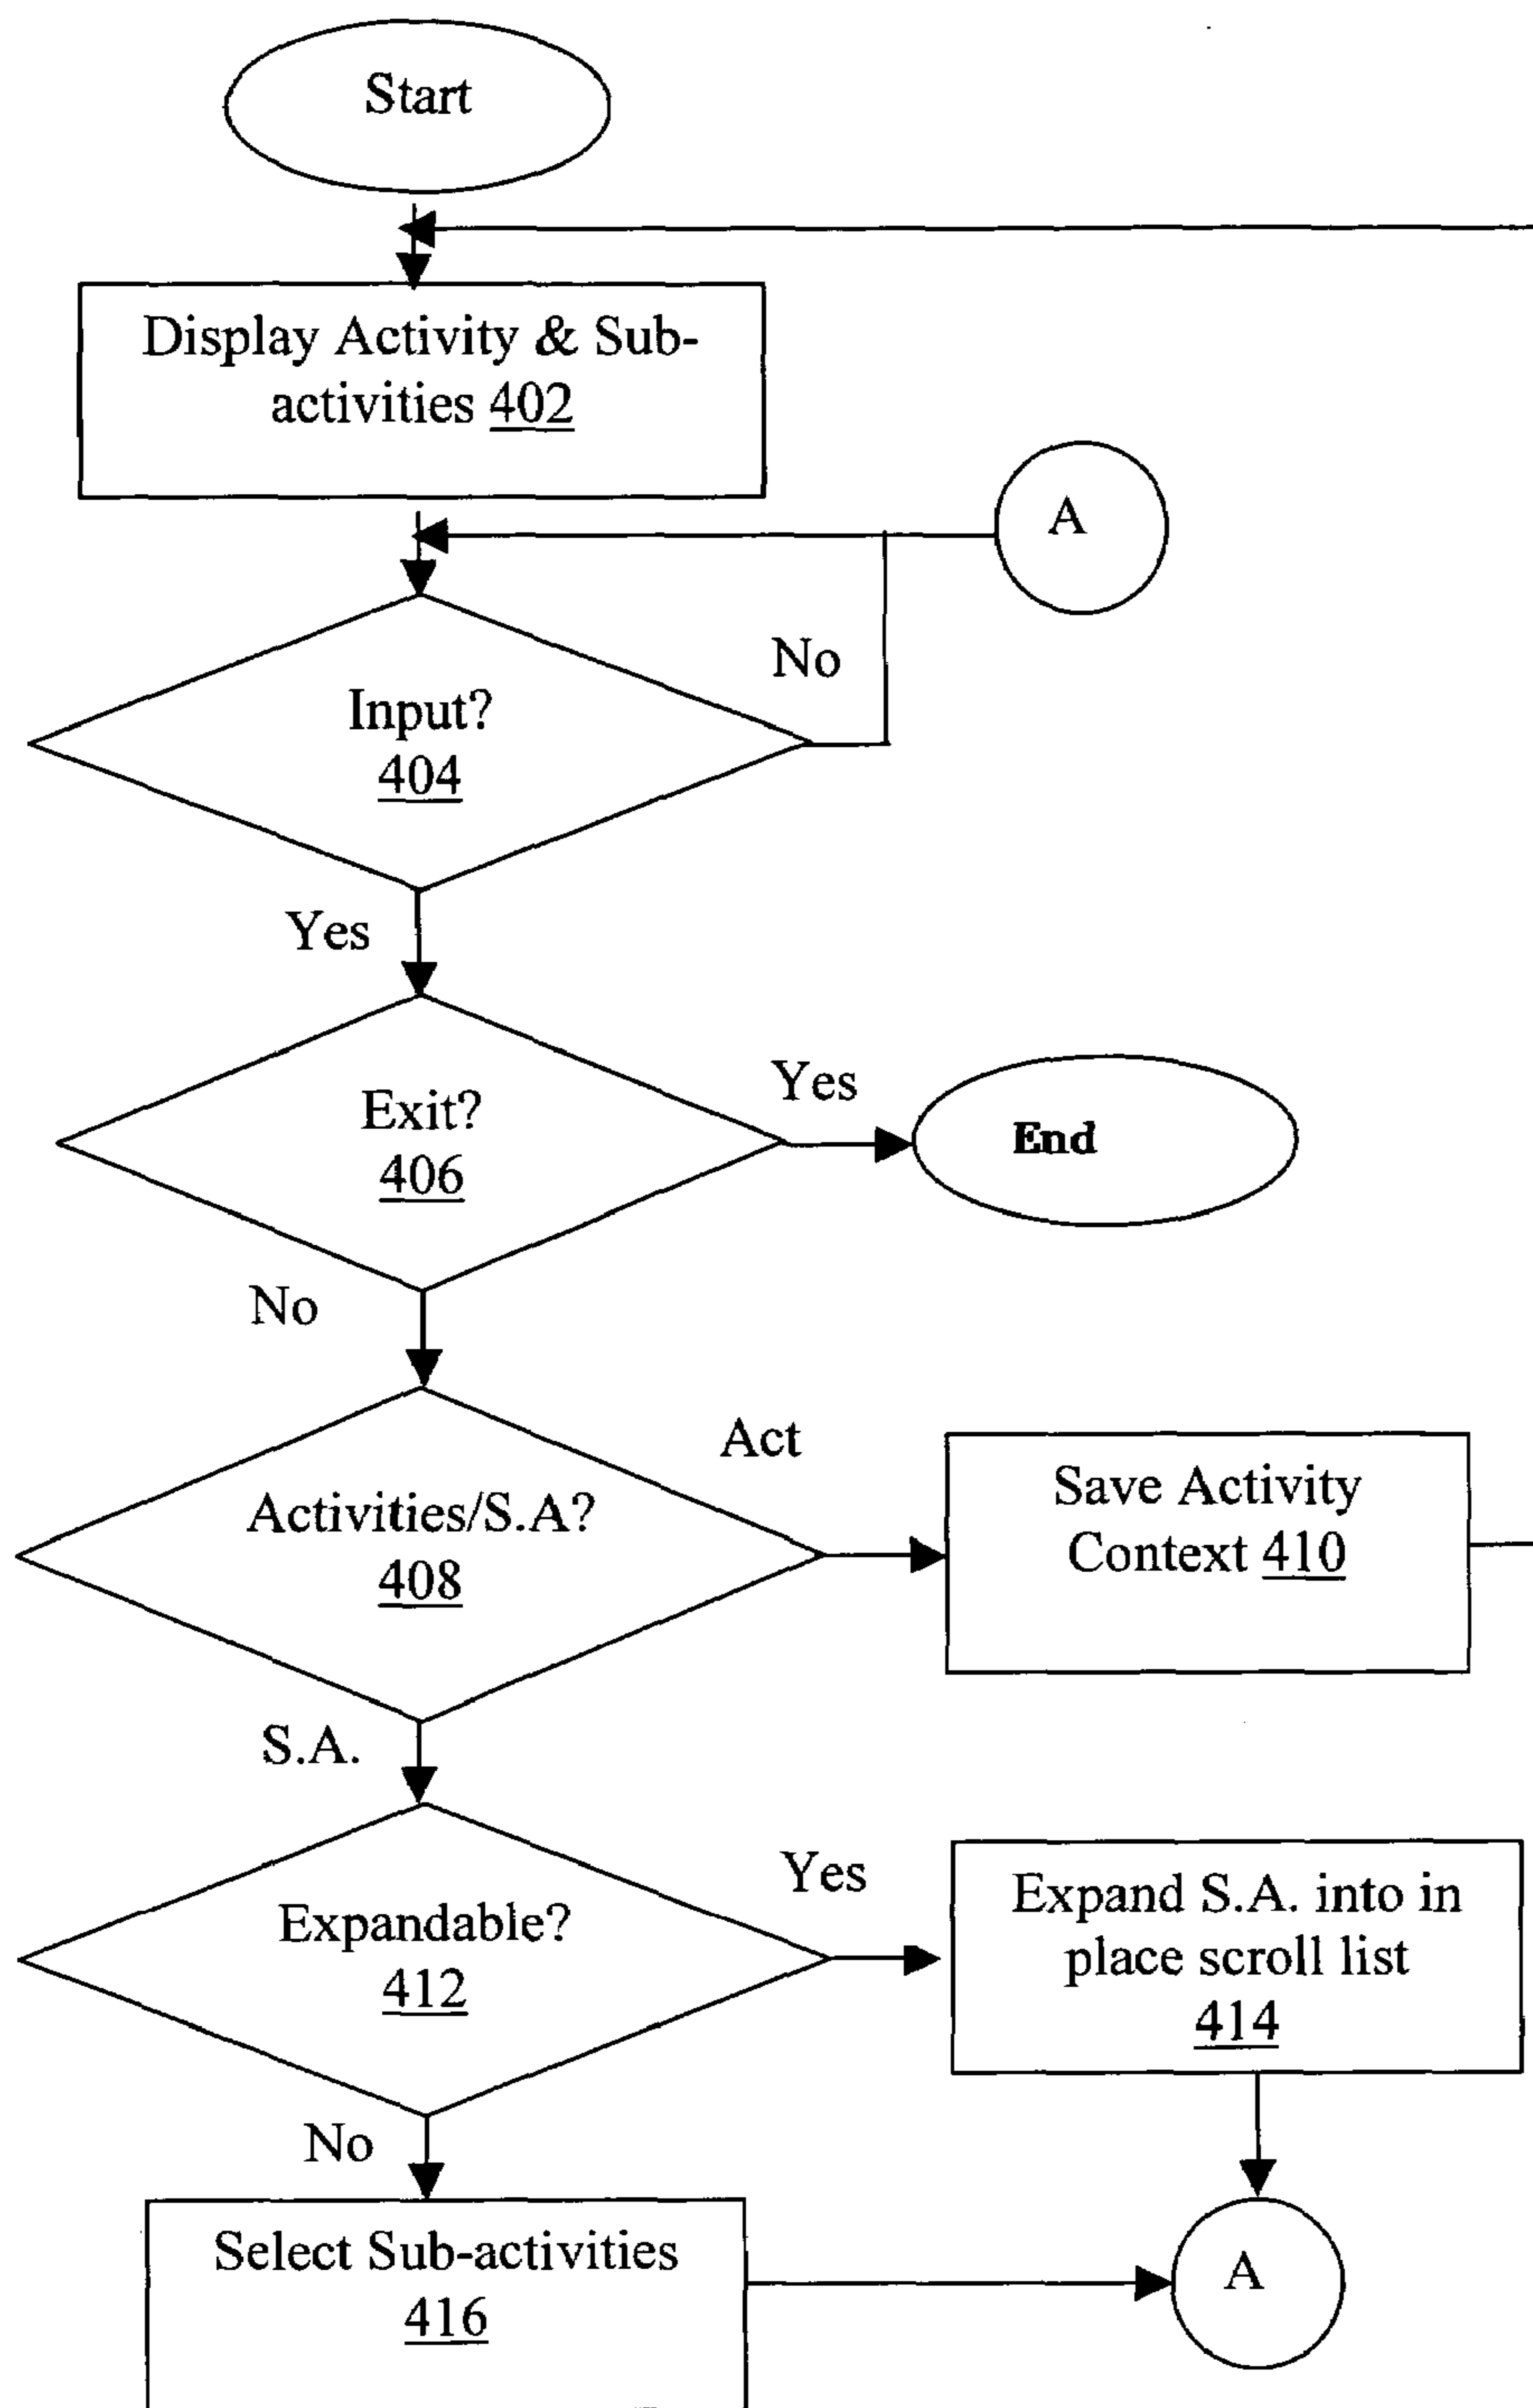 Start
Display Activity & Sub-
activities 402
A
No
Input?
404
Yes
Exit?
406
Yes
End
No
Act
Activities/S.A?
408
Save Activity
Context 410
S.A.
Yes
Expandable?
412
Expand S.A. into in
place scroll list
414
No
Select Sub-activities
416
A